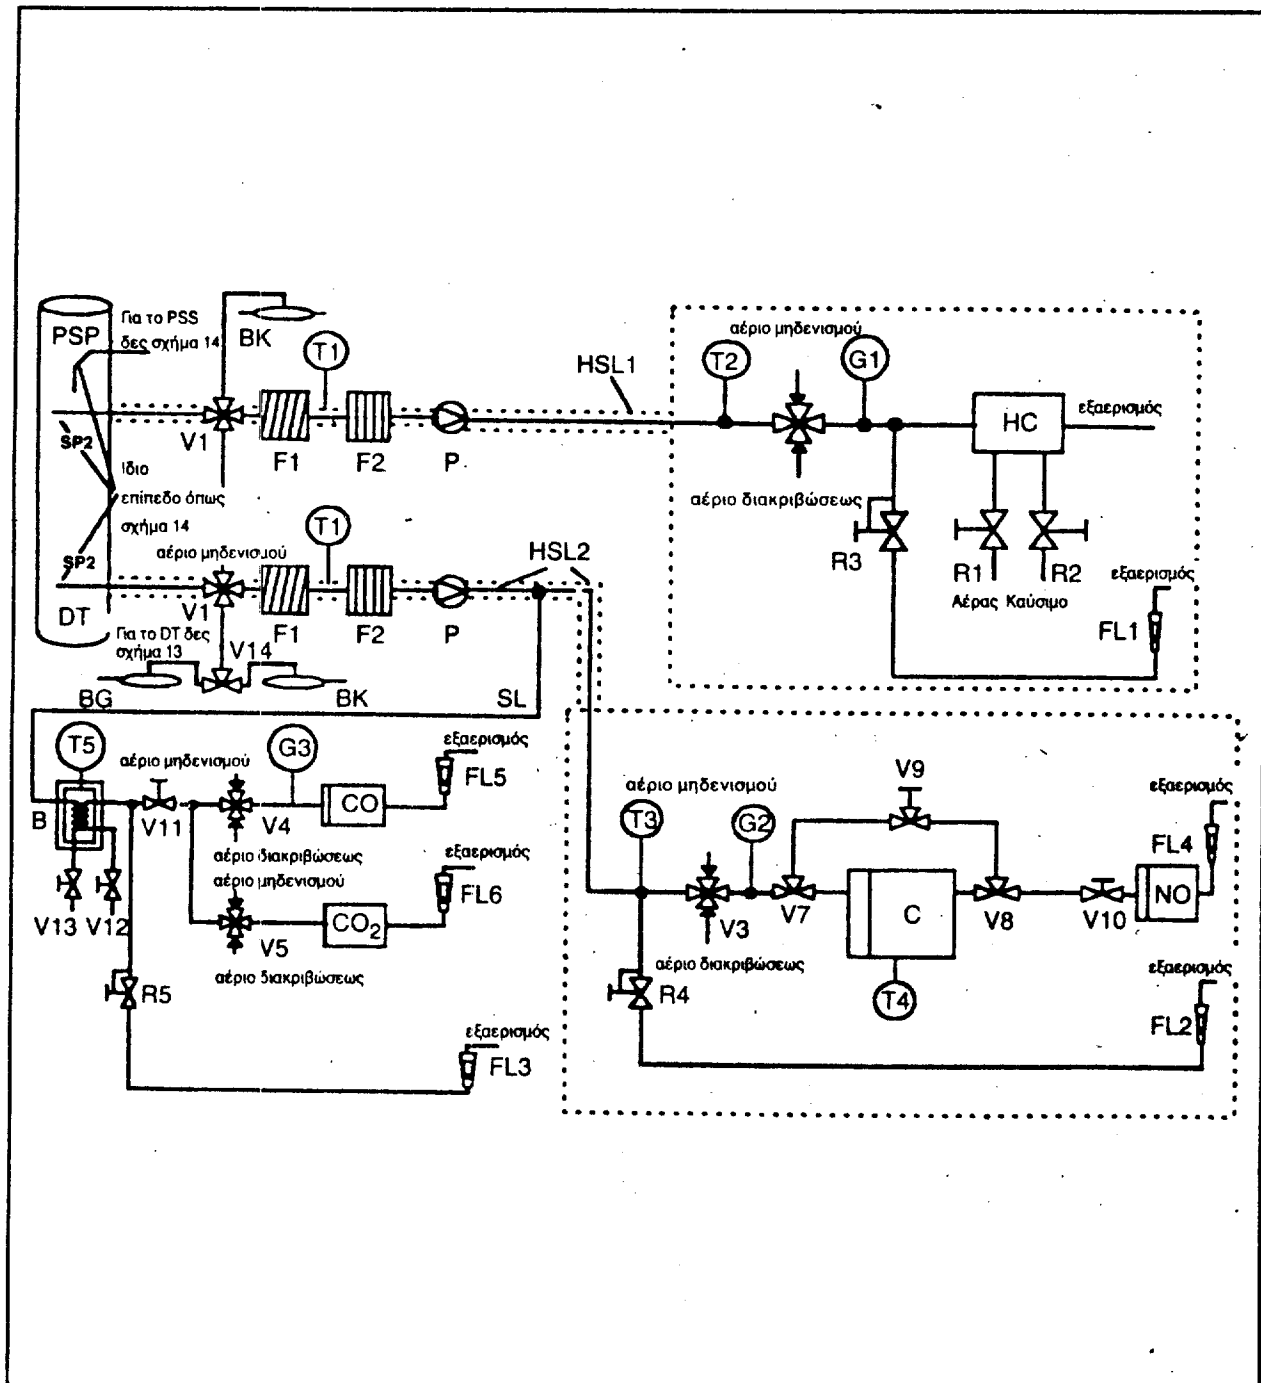 PSP
Για το PSS
δες σχήμα 14
BK
T1
HSL1
αέριο μηδενισμού
T2
G1
HC
εξαερισμός
SP2
V1
F1
F2
P
Ιδιο
επίπεδο όπως
σχήμα 14
αέριο διακριβώσεως
R3
R1
R2
Αέρας Καύσιμο
εξαερισμός
FL1
SP2
DT
αέριο μηδενισμού
T1
HSL2
V1
F1
F2
P
Για το DT δες
σχήμα 13
V14
BG
BK
SL
T5
αέριο μηδενισμού
G3
εξαερισμός
FL5
B
V11
V4
CO
αέριο διακριβώσεως
αέριο μηδενισμού
εξαερισμός
FL6
V13
V12
V5
CO2
αέριο διακριβώσεως
R5
εξαερισμός
FL3
V9
εξαερισμός
αέριο μηδενισμού
T3
G2
FL4
V3
V7
C
V8
V10
NO
αέριο διακριβώσεως
R4
T4
εξαερισμός
FL2